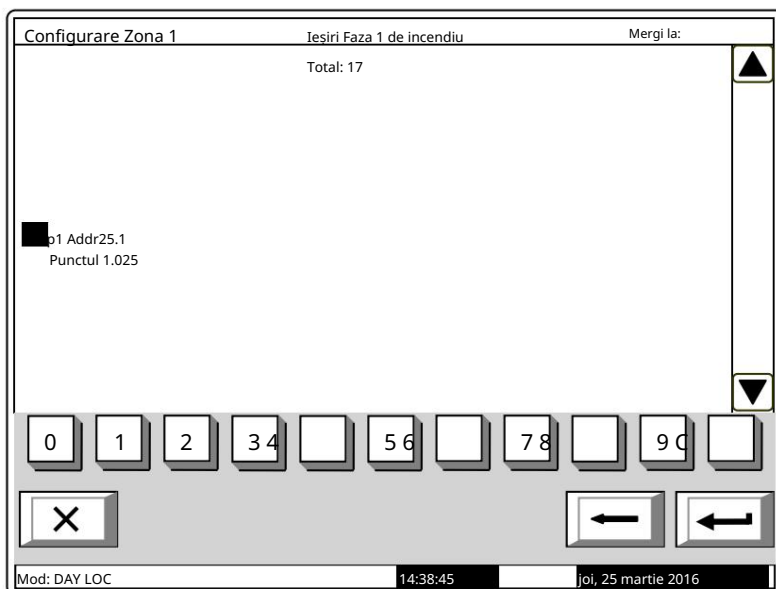 Configurare Zona 1 Ieșiri Faza 1 de incendiu Mergi la:
Total: 17
p1 Addr25.1
Punctul 1.025
0 1 2 3 4 5 6 7 8 9 C
Mod: DAY LOC 14:38:45 joi, 25 martie 2016